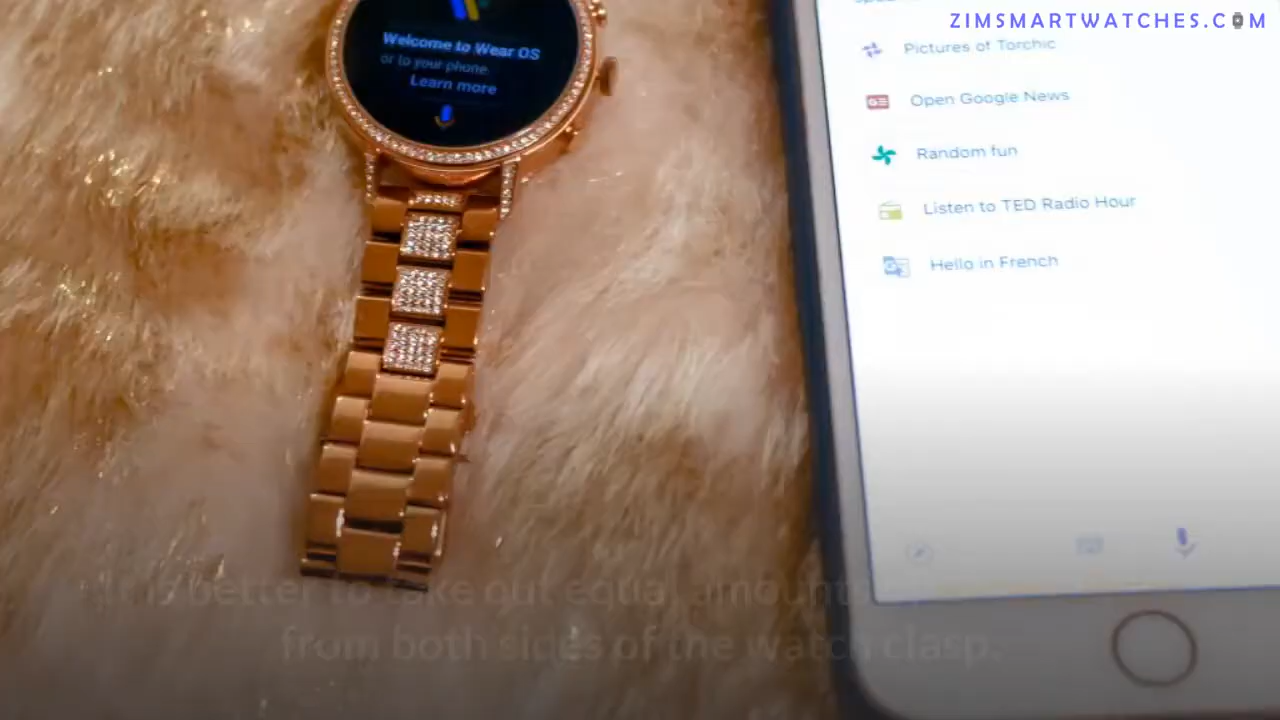 ZIMSMARTWATCHES.COM
Welcome to Wear OS
or to your phone
Learn more
Pictures of Torchic
Open Google News
Random fun
Listen to TED Radio Hour
Hello in French
It is better to take out equal amounts
from both sides of the watch clasp.